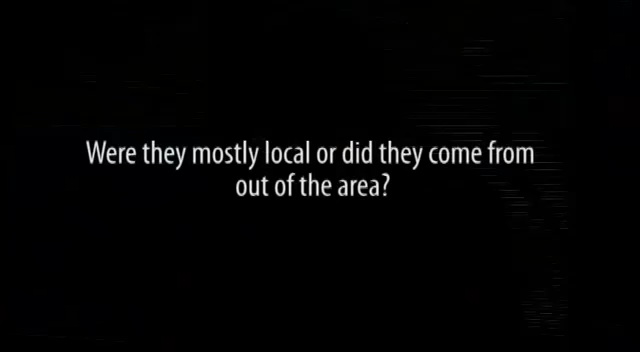 Were they mostly local or did they come from
out of the area?